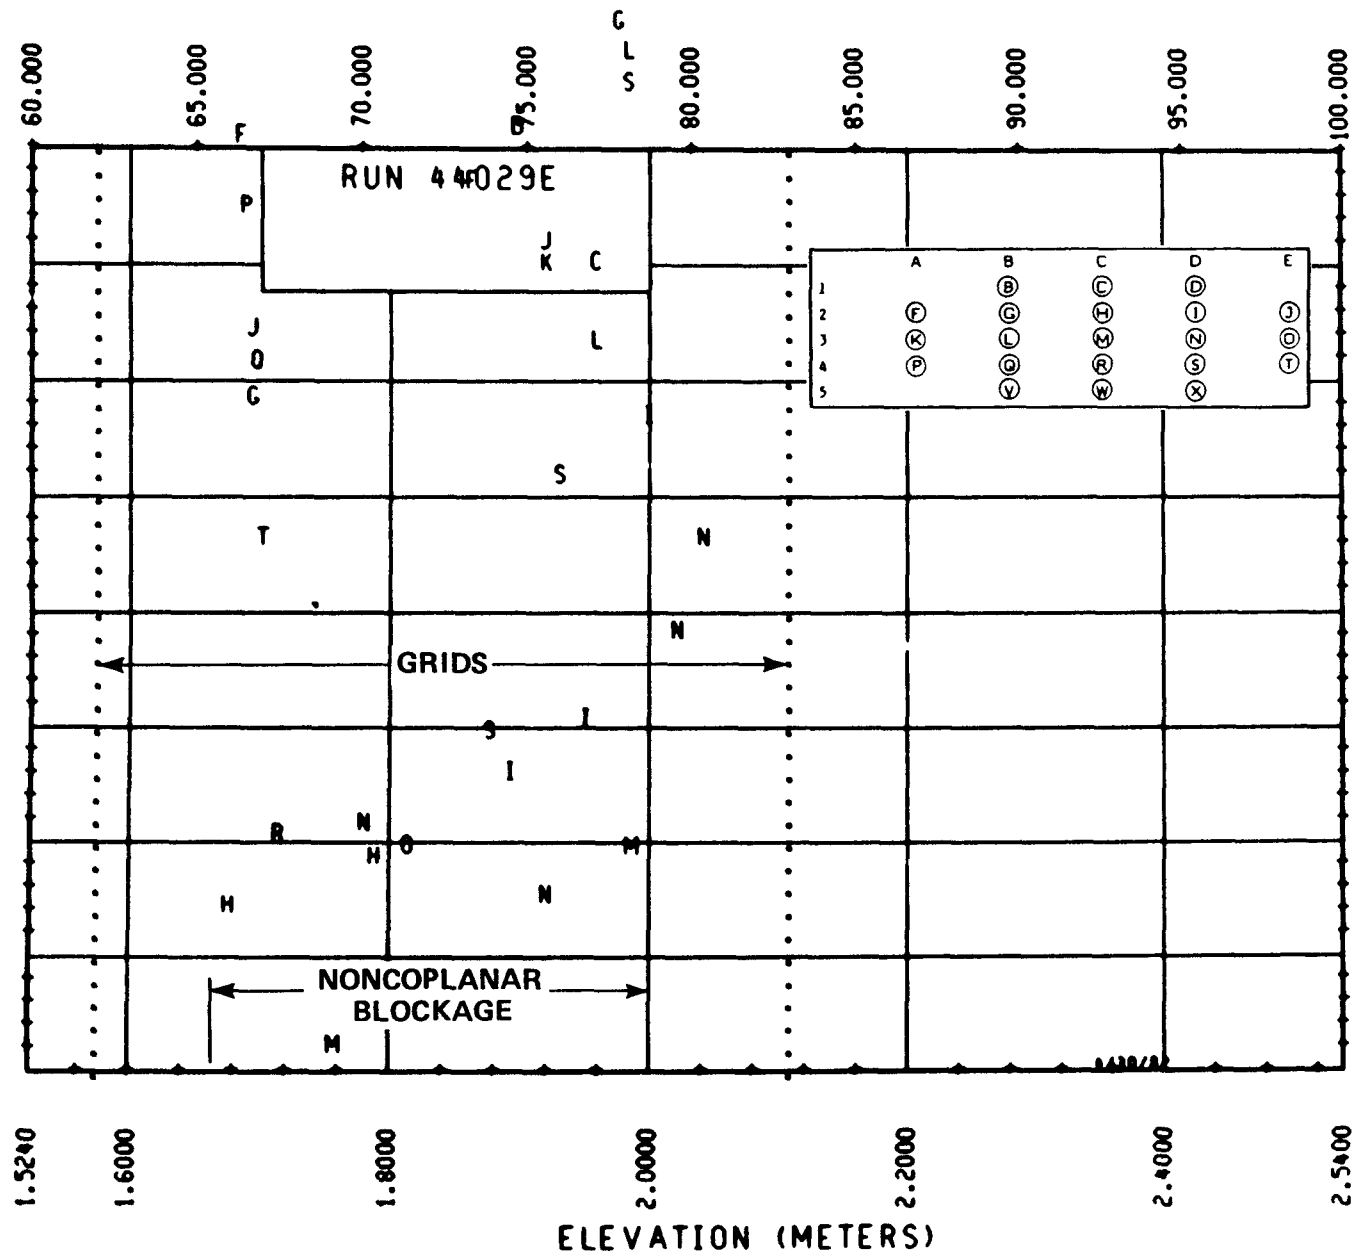 G
L
S
60.000 65.000 70.000 75.000 80.000 85.000 90.000 95.000 100.000
F
RUN 44029E
P
J
K C
A B C D E
1 B C D
2 F G H I J
3 K L M N O
4 P Q R S T
5 V W X
J
L
O
G
S
T N
N
GRIDS
I
S
I
N
R
H O M
N
H
NONCOPLANAR
BLOCKAGE
M
1.5240 1.6000 1.8000 2.0000 2.2000 2.4000 2.5400
ELEVATION (METERS)